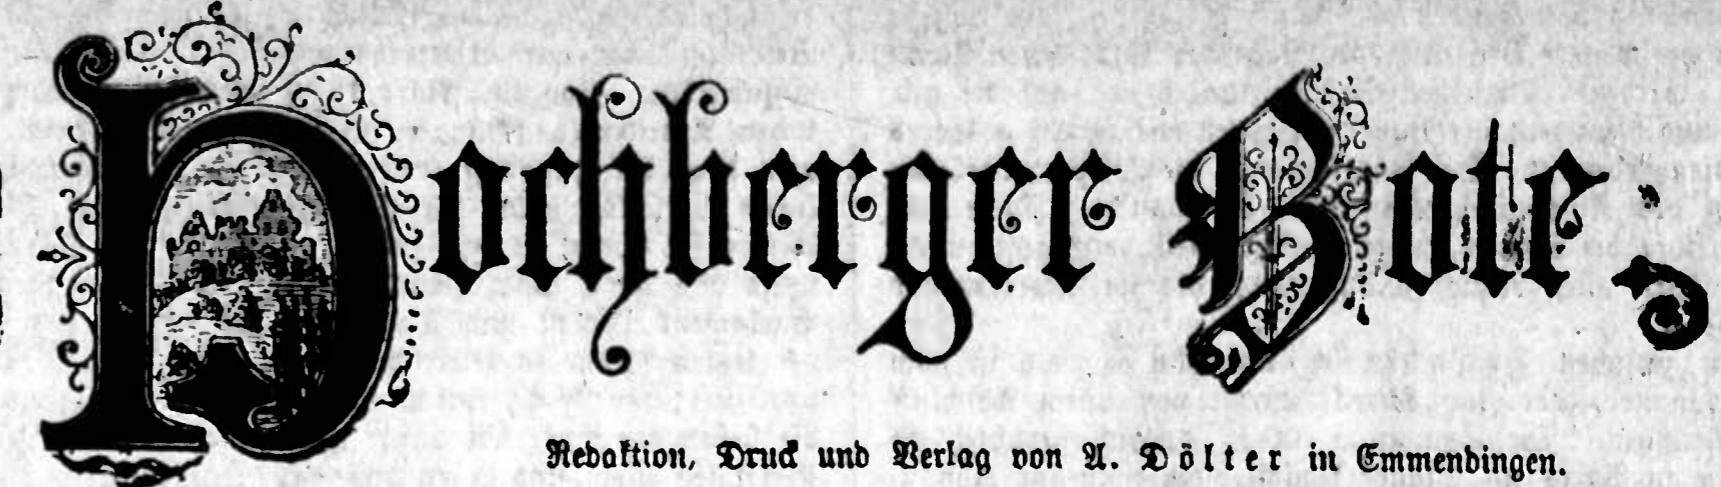 Hochberger Bote.
Redaktion, Druck und Verlag von A. Dölter in Emmendingen.